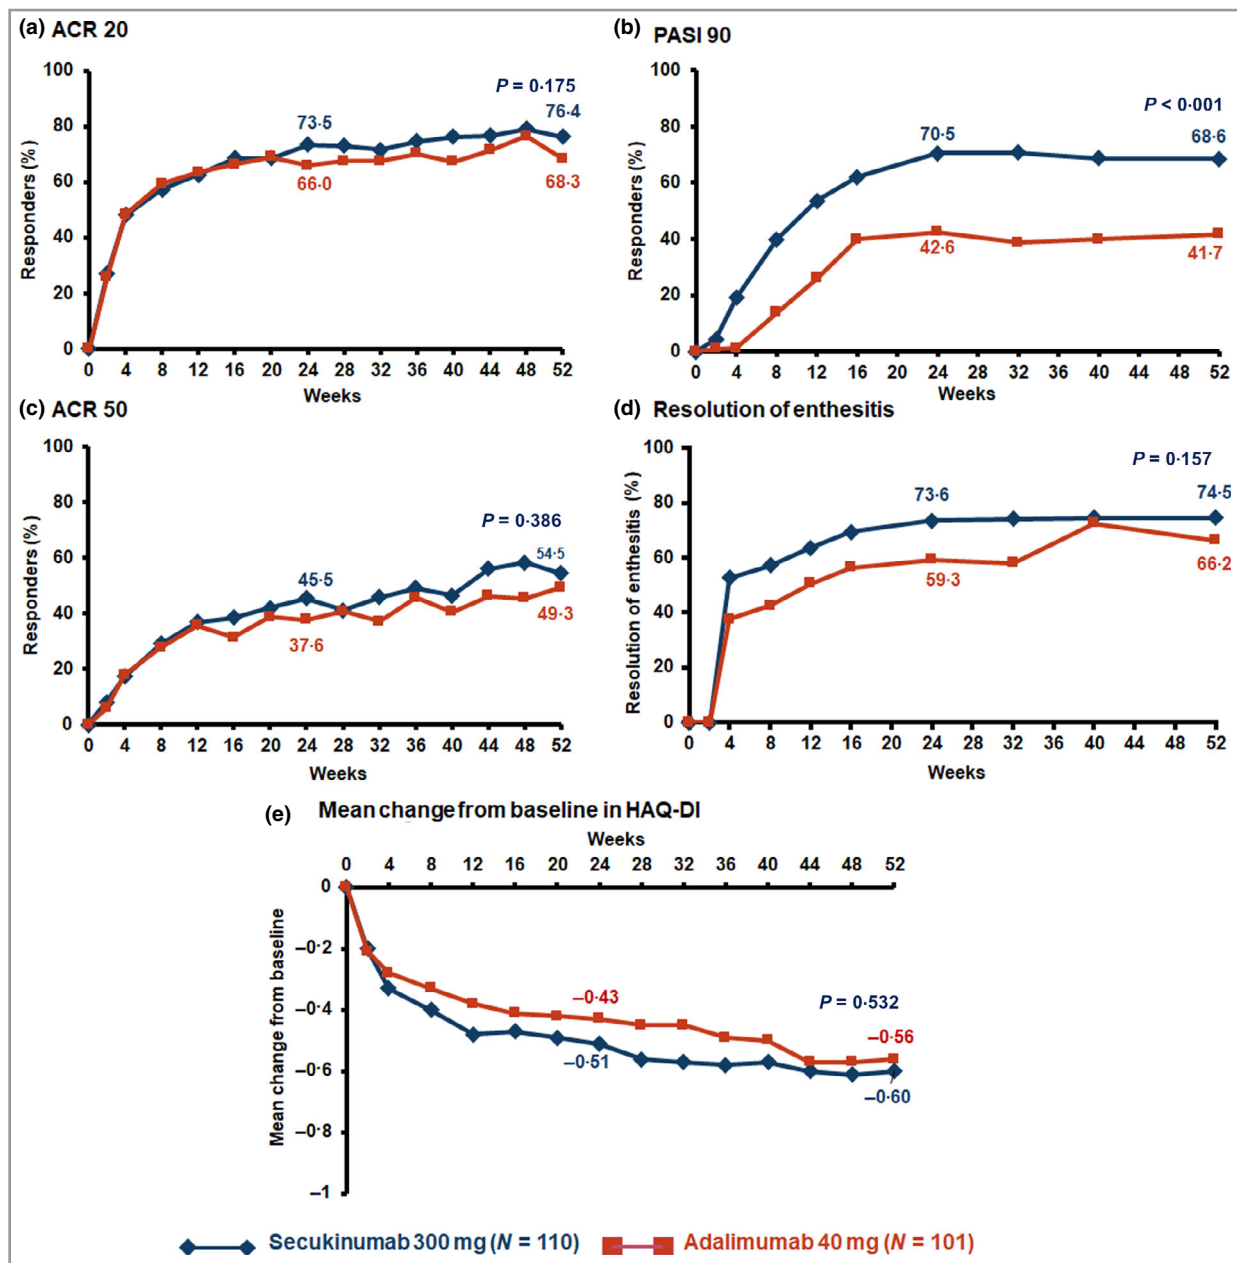 (a) ACR 20
100
80
60
40
20
0
Responders (%)
P = 0·175
73·5
76·4
66·0
68·3
0 4 8 12 16 20 24 28 32 36 40 44 48 52
Weeks
(b) PASI 90
100
80
60
40
20
0
Responders (%)
P < 0·001
70·5
68·6
42·6
41·7
0 4 8 12 16 20 24 28 32 36 40 44 48 52
Weeks
(c) ACR 50
100
80
60
40
20
0
Responders (%)
P = 0·386
45·5
54·5
37·6
49·3
0 4 8 12 16 20 24 28 32 36 40 44 48 52
Weeks
(d) Resolution of enthesitis
100
80
60
40
20
0
Resolution of enthesitis (%)
P = 0·157
73·6
74·5
59·3
66·2
0 4 8 12 16 20 24 28 32 36 40 44 48 52
Weeks
(e) Mean change from baseline in HAQ-DI
Weeks
0 4 8 12 16 20 24 28 32 36 40 44 48 52
0
–0·2
–0·4
–0·6
–0·8
–1
Mean change from baseline
–0·43
P = 0·532
–0·56
–0·51
–0·60
Secukinumab 300 mg (N = 110) Adalimumab 40 mg (N = 101)